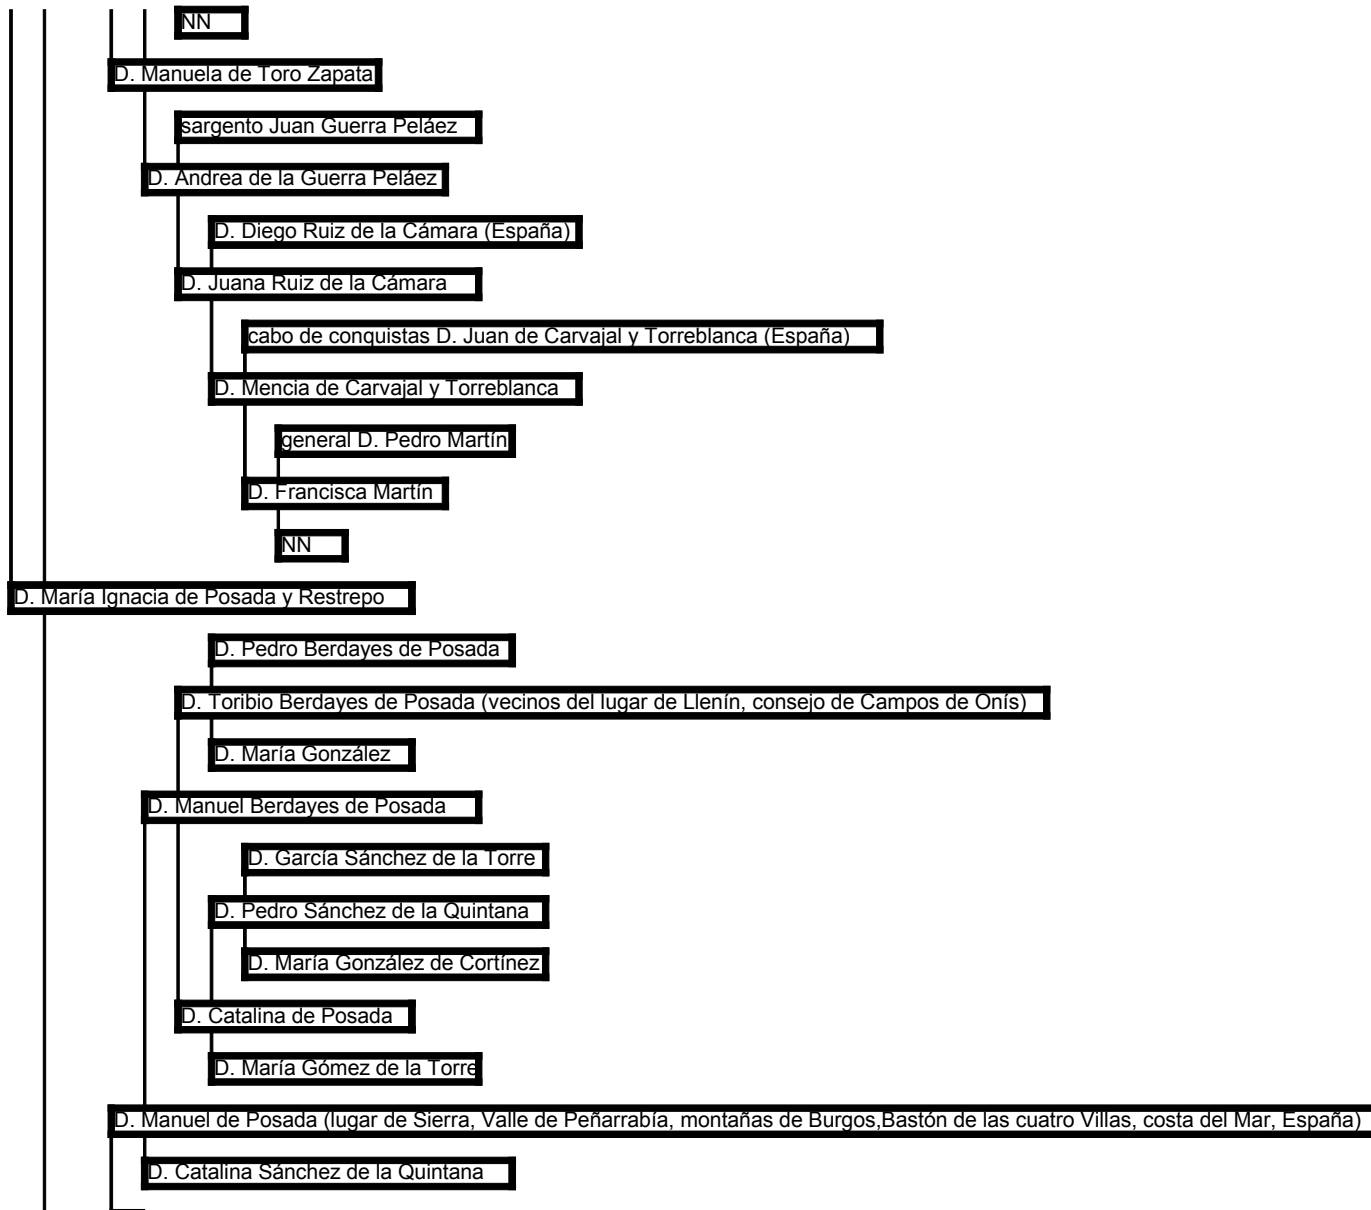 NN
D. Manuela de Toro Zapata
sargento Juan Guerra Peláez
D. Andrea de la Guerra Peláez
D. Diego Ruiz de la Cámara (España)
D. Juana Ruiz de la Cámara
cabo de conquistas D. Juan de Carvajal y Torreblanca (España)
D. Mencia de Carvajal y Torreblanca
general D. Pedro Martín
D. Francisca Martín
NN
D. María Ignacia de Posada y Restrepo
D. Pedro Berdayes de Posada
D. Toribio Berdayes de Posada (vecinos del lugar de Llenín, consejo de Campos de Onís)
D. María González
D. Manuel Berdayes de Posada
D. García Sánchez de la Torre
D. Pedro Sánchez de la Quintana
D. María González de Cortínez
D. Catalina de Posada
D. María Gómez de la Torre
D. Manuel de Posada (lugar de Sierra, Valle de Peñarrabía, montañas de Burgos,Bastón de las cuatro Villas, costa del Mar, España)
D. Catalina Sánchez de la Quintana